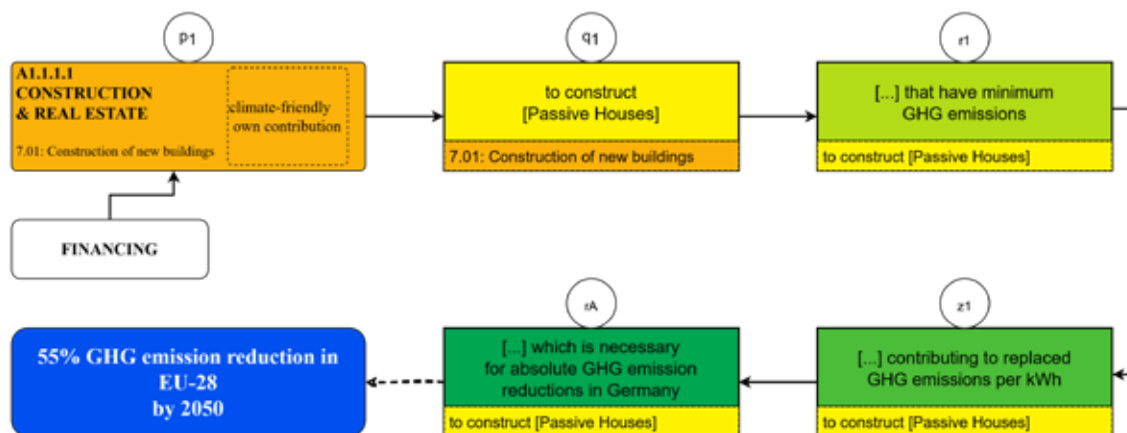 p1
A1.1.1.1
CONSTRUCTION
& REAL ESTATE
7.01: Construction of new buildings
climate-friendly
own contribution
FINANCING
q1
to construct
[Passive Houses]
7.01: Construction of new buildings
r1
[...] that have minimum
GHG emissions
to construct [Passive Houses]
z1
[...] contributing to replaced
GHG emissions per kWh
to construct [Passive Houses]
rA
[...] which is necessary
for absolute GHG emission
reductions in Germany
to construct [Passive Houses]
55% GHG emission reduction in
EU-28
by 2050